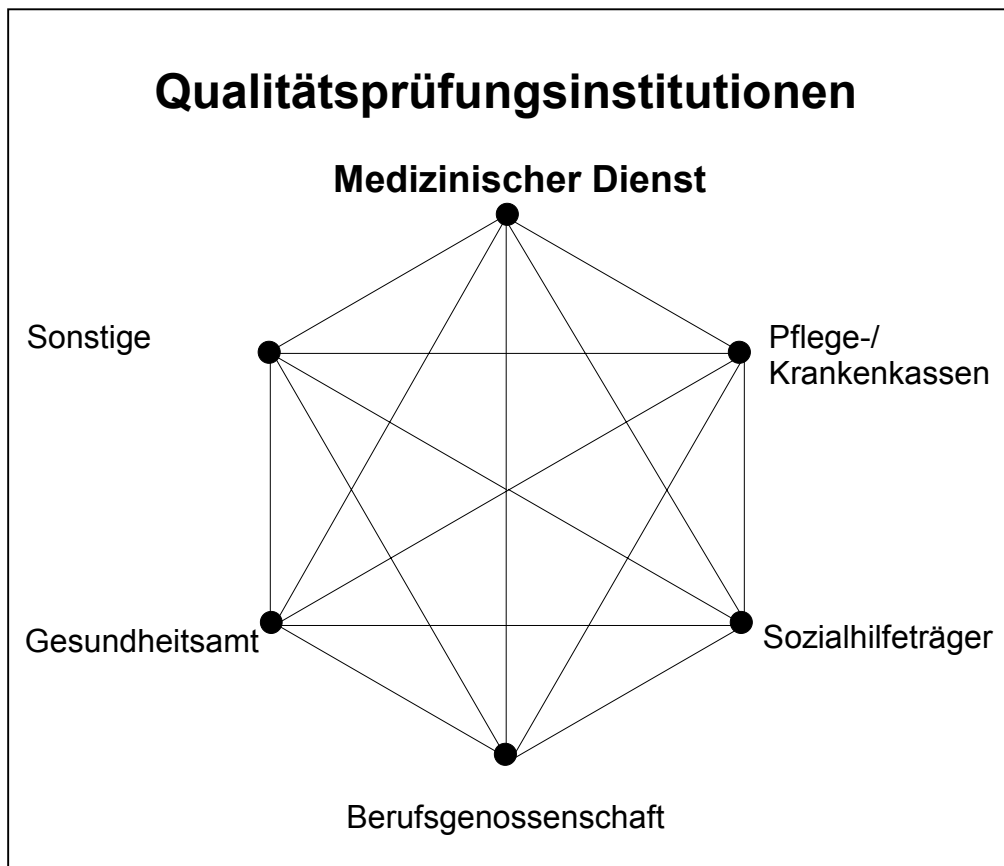 Qualitätsprüfungsinstitutionen
Medizinischer Dienst
Sonstige
Pflege-/
Krankenkassen
Gesundheitsamt
Sozialhilfeträger
Berufsgenossenschaft